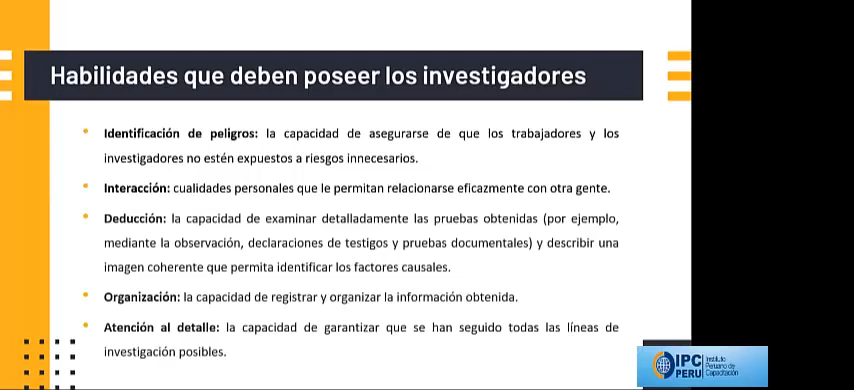 Habilidades que deben poseer los investigadores
• Identificación de peligros: la capacidad de asegurarse de que los trabajadores y los
investigadores no estén expuestos a riesgos innecesarios.
• Interacción: cualidades personales que le permitan relacionarse eficazmente con otra gente.
• Deducción: la capacidad de examinar detalladamente las pruebas obtenidas (por ejemplo,
mediante la observación, declaraciones de testigos y pruebas documentales) y describir una
imagen coherente que permita identificar los factores causales.
• Organización: la capacidad de registrar y organizar la información obtenida.
• Atención al detalle: la capacidad de garantizar que se han seguido todas las líneas de
investigación posibles.
IPC
PERU
Instituto
Peruano de
Capacitación